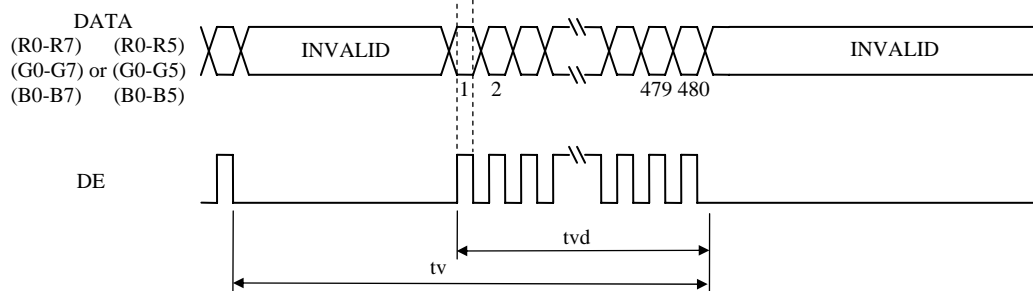 DATA
(R0-R7) (R0-R5)
(G0-G7) or (G0-G5)
(B0-B7) (B0-B5)
INVALID
INVALID
1 2 479 480
DE
tvd
tv